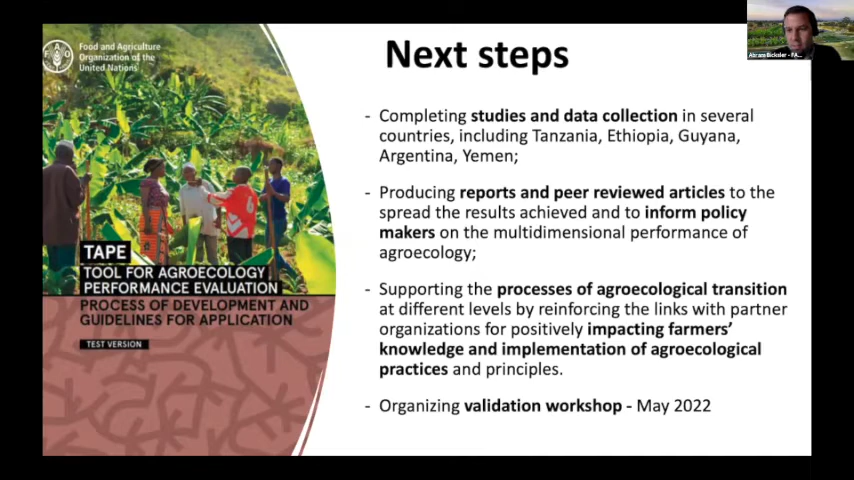 Food and Agriculture
Organization of the
United Nations
Next steps
- Completing studies and data collection in several
countries, including Tanzania, Ethiopia, Guyana,
Argentina, Yemen;
- Producing reports and peer reviewed articles to the
spread the results achieved and to inform policy
makers on the multidimensional performance of
agroecology;
- Supporting the processes of agroecological transition
at different levels by reinforcing the links with partner
organizations for positively impacting farmers'
knowledge and implementation of agroecological
practices and principles.
- Organizing validation workshop - May 2022
TAPE
TOOL FOR AGROECOLOGY
PERFORMANCE EVALUATION
PROCESS OF DEVELOPMENT AND
GUIDELINES FOR APPLICATION
TEST VERSION
Abram Bicksler - FA...